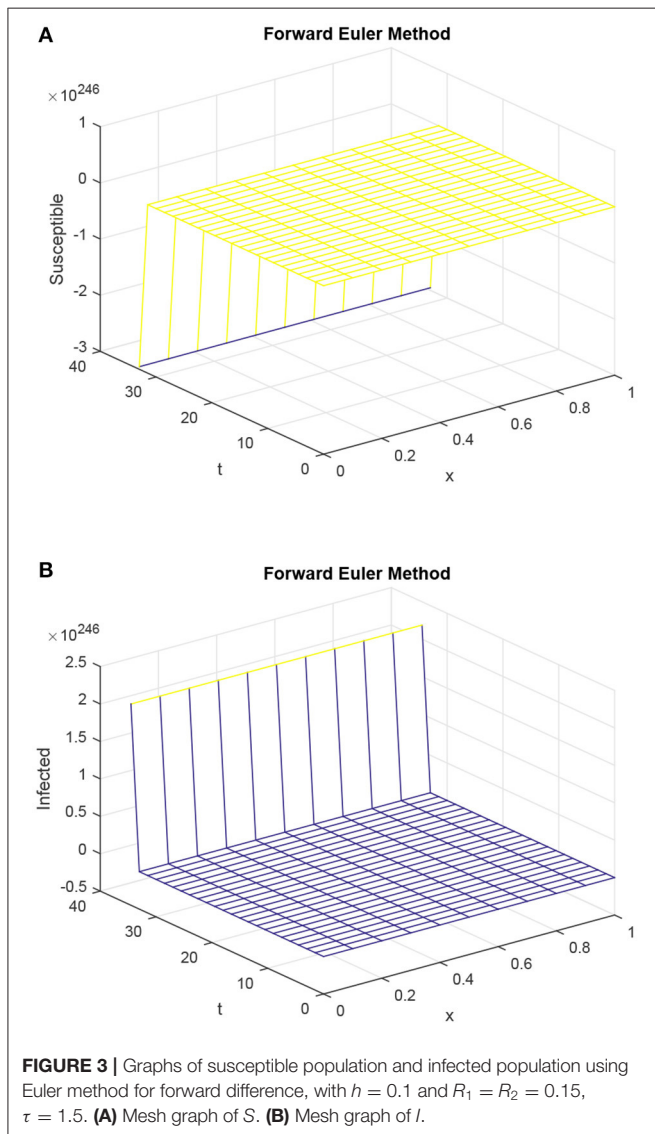 A
Forward Euler Method
×10^246
1
0
-1
-2
-3
Susceptible
40
30
20
10
0
t
0
0.2
0.4
0.6
0.8
1
x
B
Forward Euler Method
×10^246
2.5
2
1.5
1
0.5
0
-0.5
Infected
40
30
20
10
0
t
0
0.2
0.4
0.6
0.8
1
x
FIGURE 3 | Graphs of susceptible population and infected population using
Euler method for forward difference, with h = 0.1 and R₁ = R₂ = 0.15,
τ = 1.5. (A) Mesh graph of S. (B) Mesh graph of I.